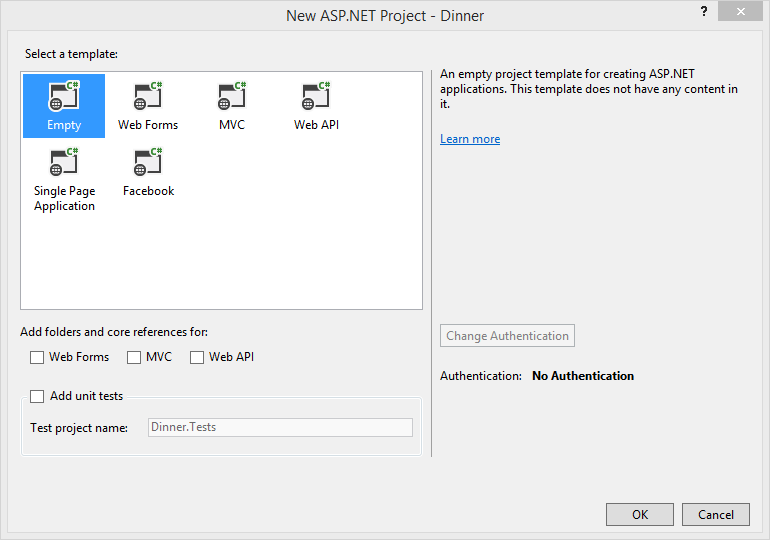 New ASP.NET Project - Dinner
?
Select a template:
C# C# C# C#
Empty Web Forms MVC Web API
C# C#
Single Page Facebook
Application
An empty project template for creating ASP.NET
applications. This template does not have any content in
it.
Learn more
Add folders and core references for:
Web Forms MVC Web API
Add unit tests
Test project name: Dinner.Tests
Change Authentication
Authentication: No Authentication
OK Cancel